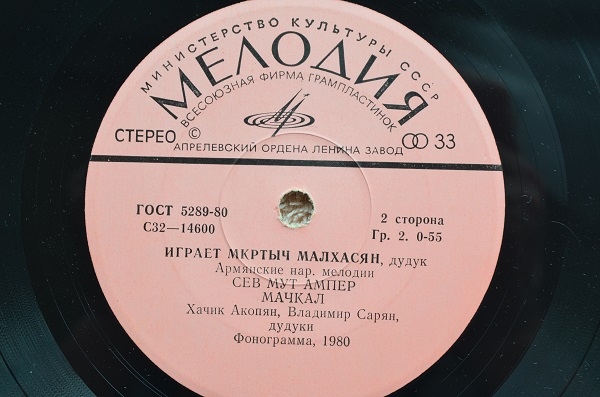 МИНИСТЕРСТВО КУЛЬТУРЫ СССР
МЕЛОДИЯ
ВСЕСОЮЗНАЯ ФИРМА ГРАМПЛАСТИНОК
СТЕРЕО ©
33
АПРЕЛЕВСКИЙ ОРДЕНА ЛЕНИНА ЗАВОД
ГОСТ 5289-80
С32—14600
2 сторона
Гр. 2. 0-55
ИГРАЕТ МКРТЫЧ МАЛХАСЯН, дудук
Армянские нар. мелодии
СЕВ МУТ АМПЕР
МАЧКАЛ
Хачик Акопян, Владимир Сарян,
дудуки
Фонограмма, 1980